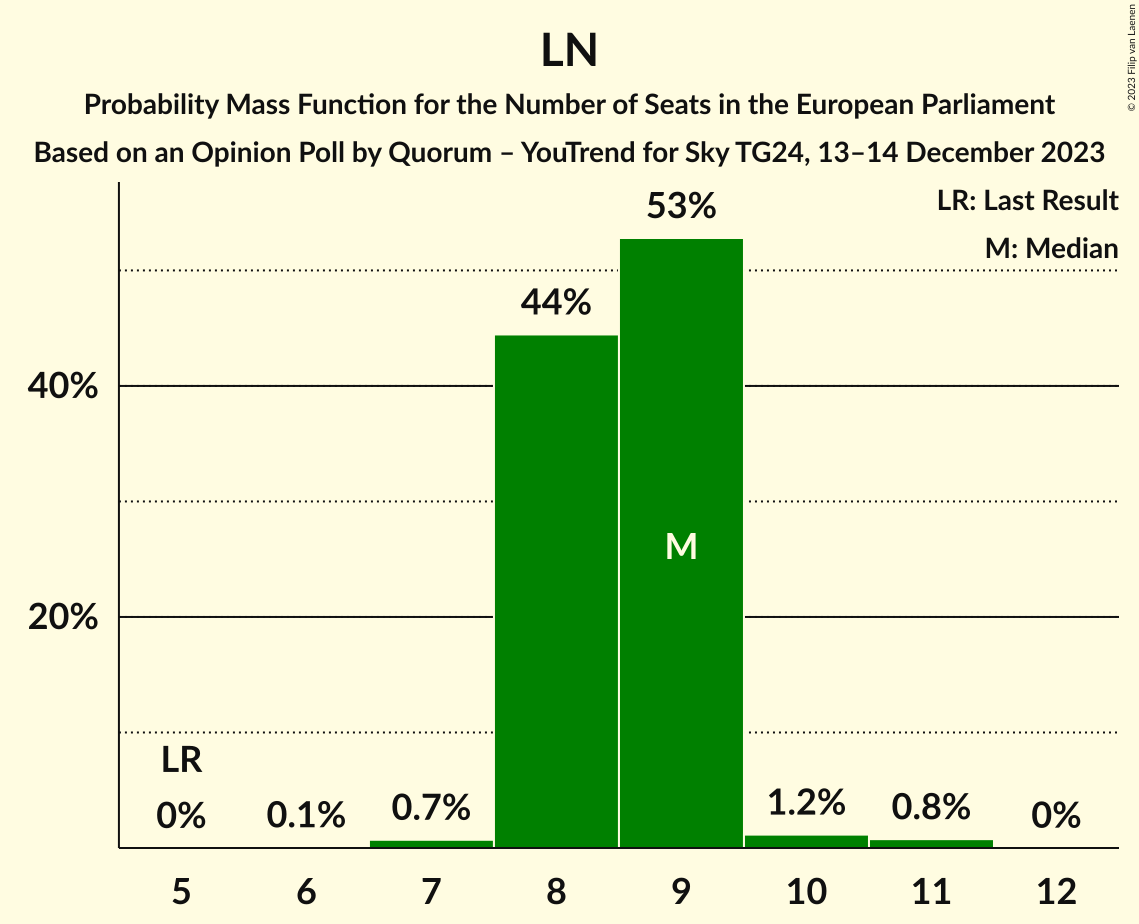 LN
Probability Mass Function for the Number of Seats in the European Parliament
Based on an Opinion Poll by Quorum – YouTrend for Sky TG24, 13–14 December 2023
© 2023 Filip van Laenen
LR: Last Result
M: Median
53%
44%
40%
M
20%
LR
0% 0.1% 0.7% 1.2% 0.8% 0%
5 6 7 8 9 10 11 12